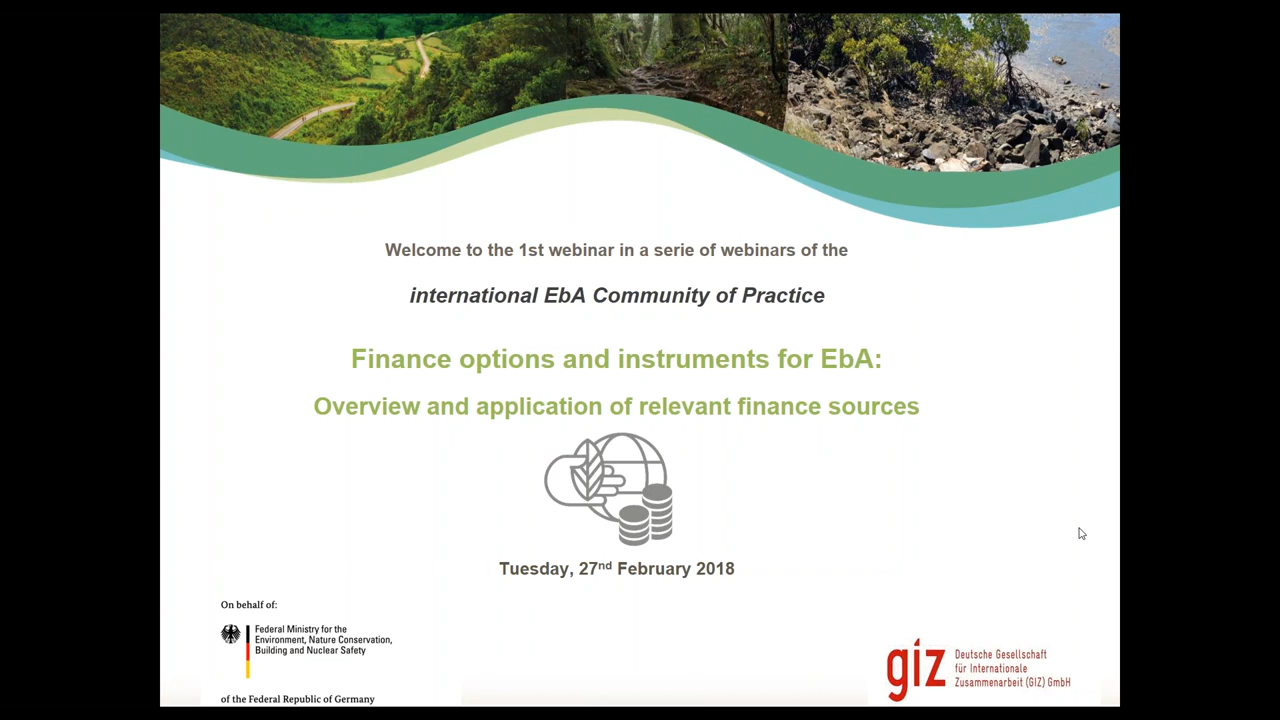 Welcome to the 1st webinar in a serie of webinars of the
international EbA Community of Practice
Finance options and instruments for EbA:
Overview and application of relevant finance sources
Tuesday, 27nd February 2018
On behalf of:
Federal Ministry for the
Environment, Nature Conservation,
Building and Nuclear Safety
of the Federal Republic of Germany
giz
Deutsche Gesellschaft
für Internationale
Zusammenarbeit (GIZ) GmbH